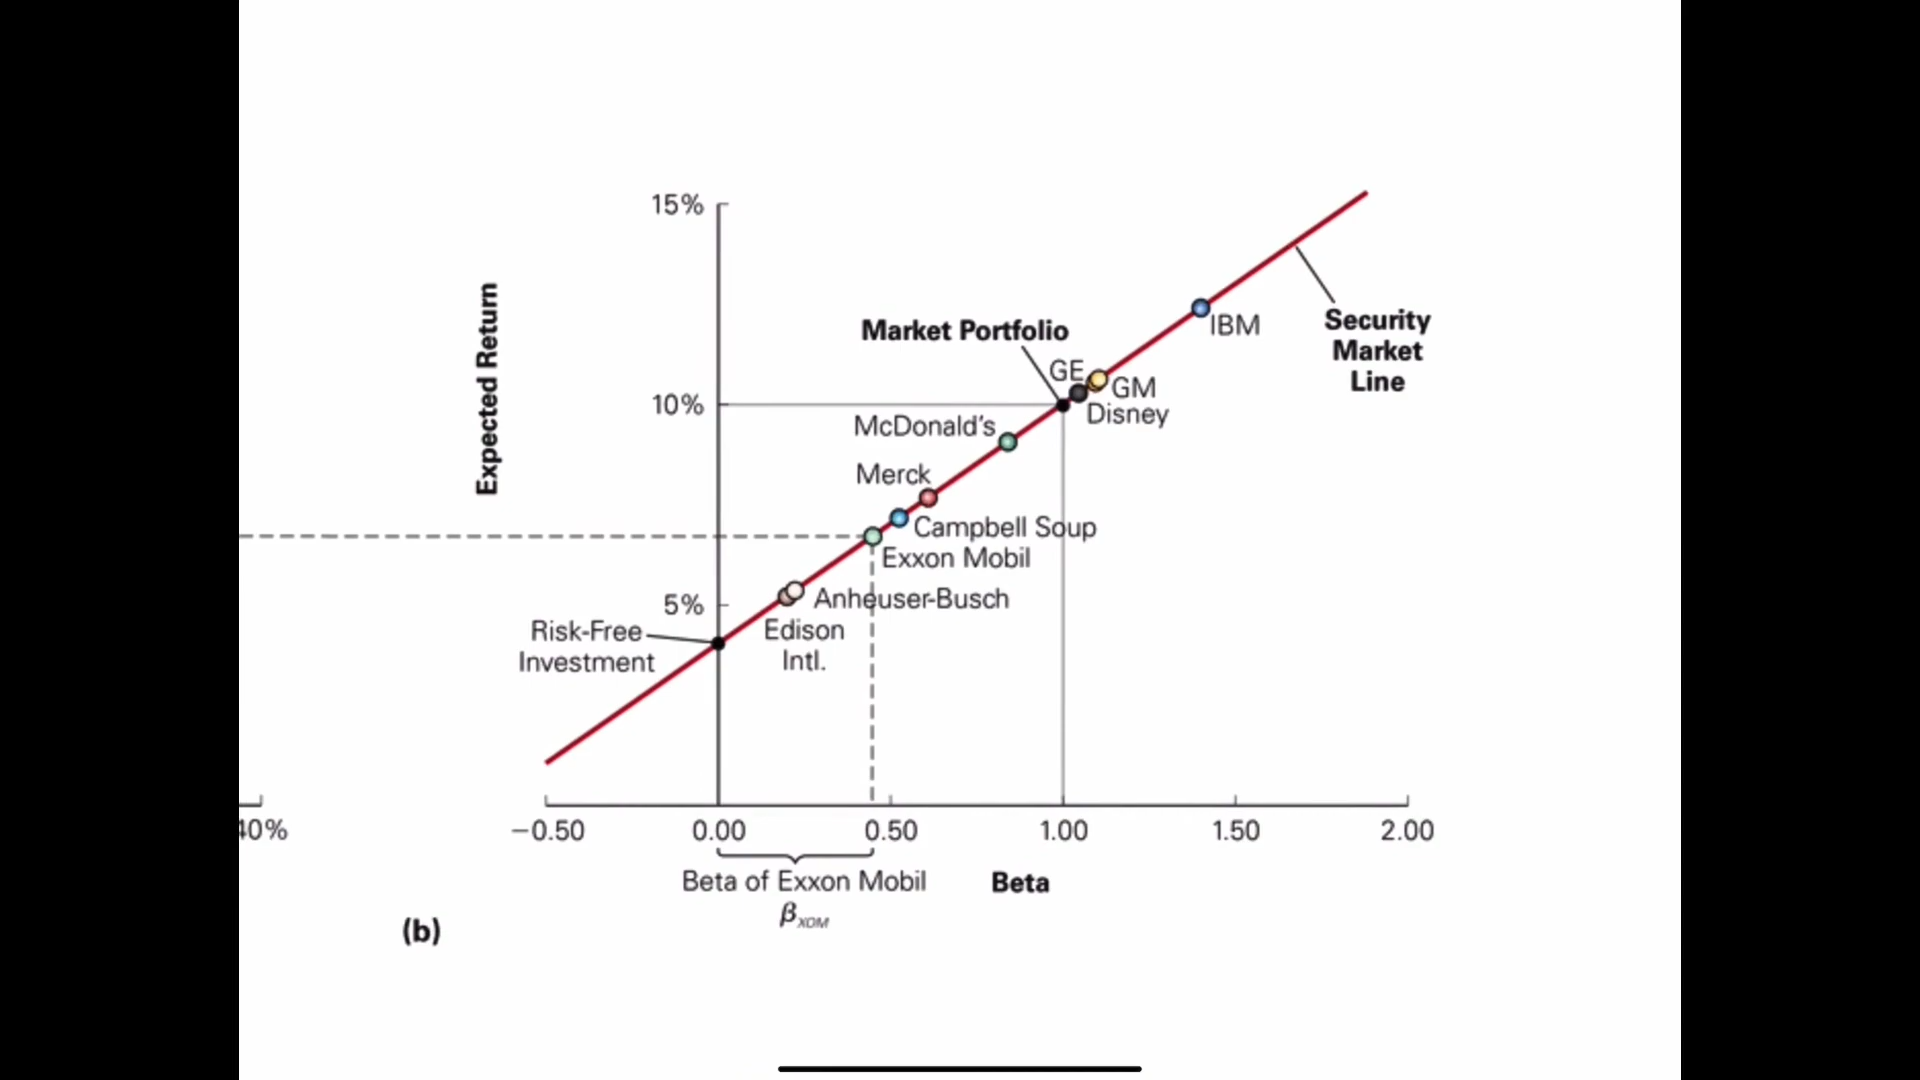 15%
Expected Return
Market Portfolio
IBM
Security
Market
Line
GE
GM
10%
Disney
McDonald's
Merck
Campbell Soup
Exxon Mobil
5%
Anheuser-Busch
Risk-Free
Investment
Edison
Intl.
40%
−0.50
0.00
0.50
1.00
1.50
2.00
Beta of Exxon Mobil
Beta
βXOM
(b)